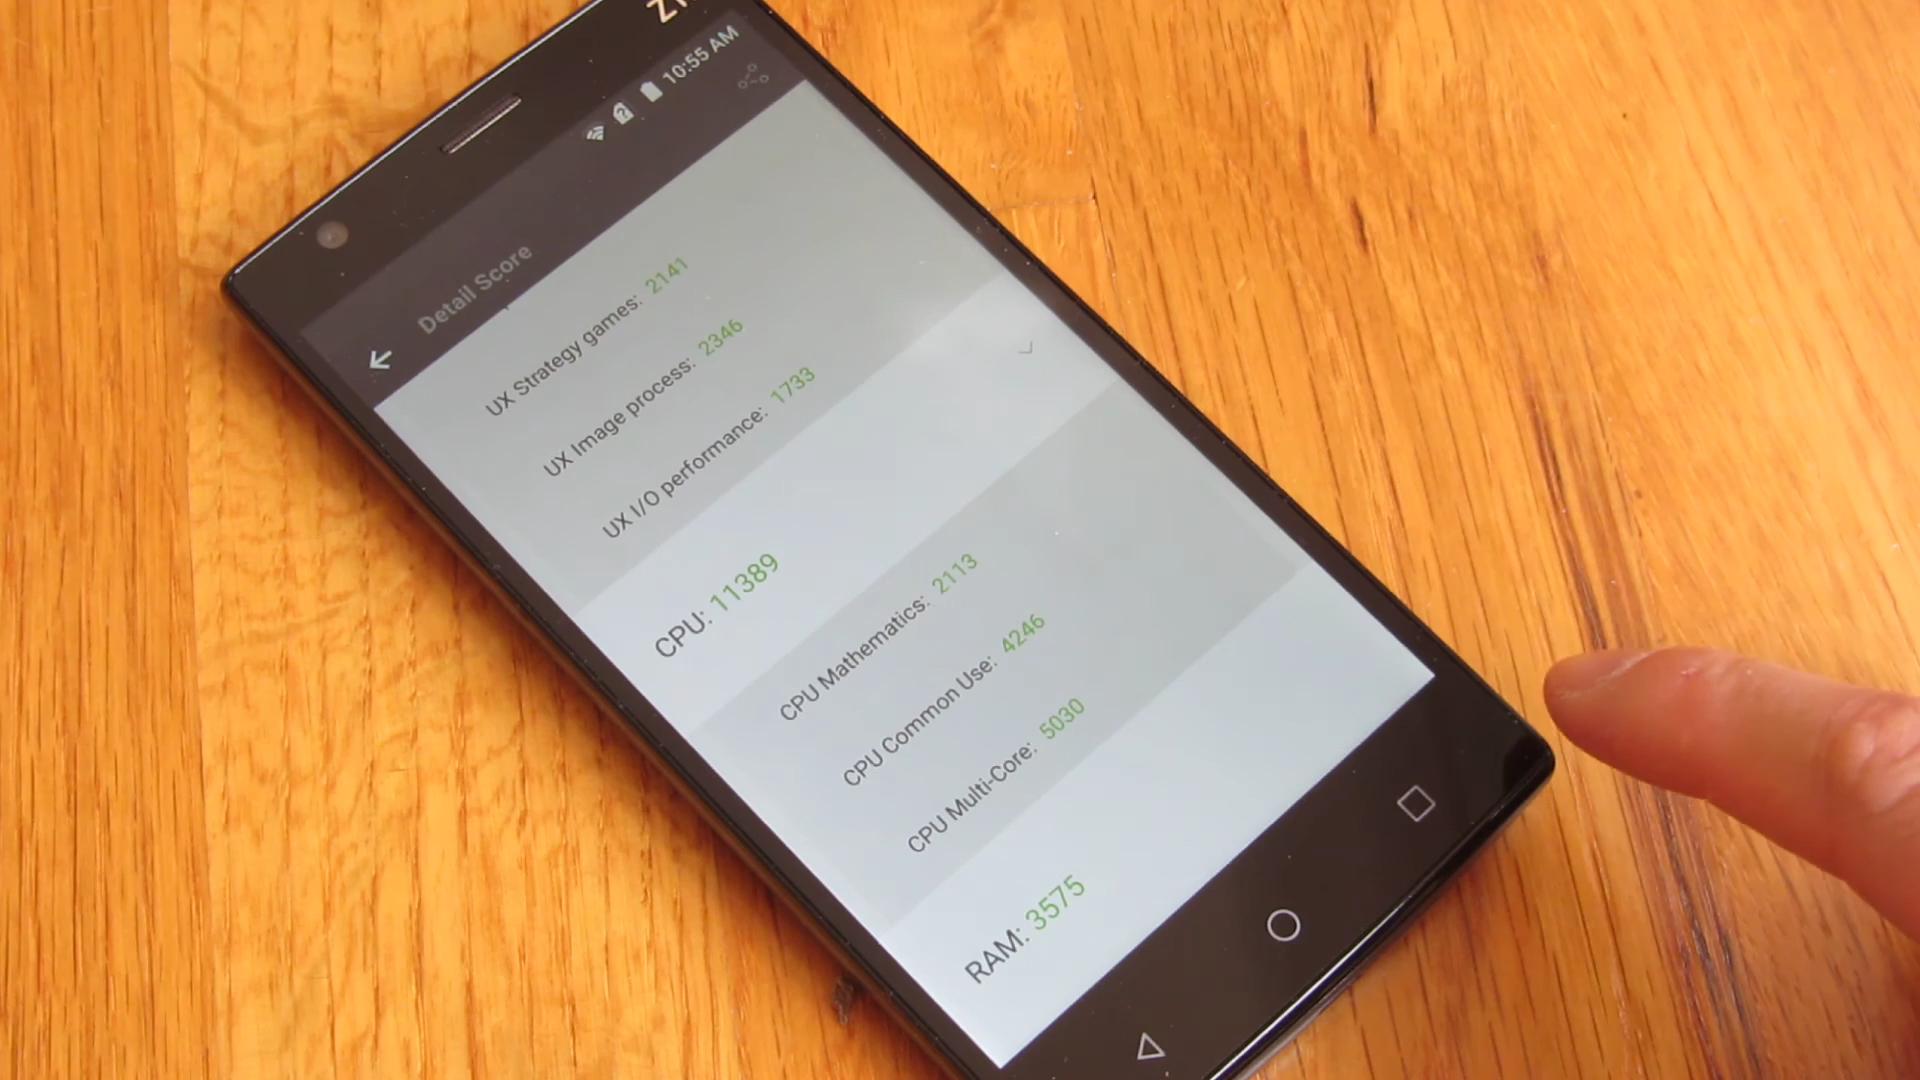 10:55 AM
Detail Score
UX Strategy games: 2141
UX Image process: 2346
UX I/O performance: 1733
CPU: 11389
CPU Mathematics: 2113
CPU Common Use: 4246
CPU Multi-Core: 5030
RAM: 3575